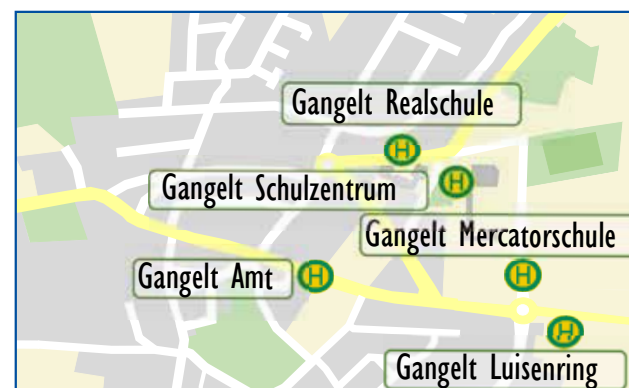 Gangelt Realschule
H
Gangelt Schulzentrum
H
Gangelt Mercatorschule
Gangelt Amt
H
H
H
Gangelt Luisenring